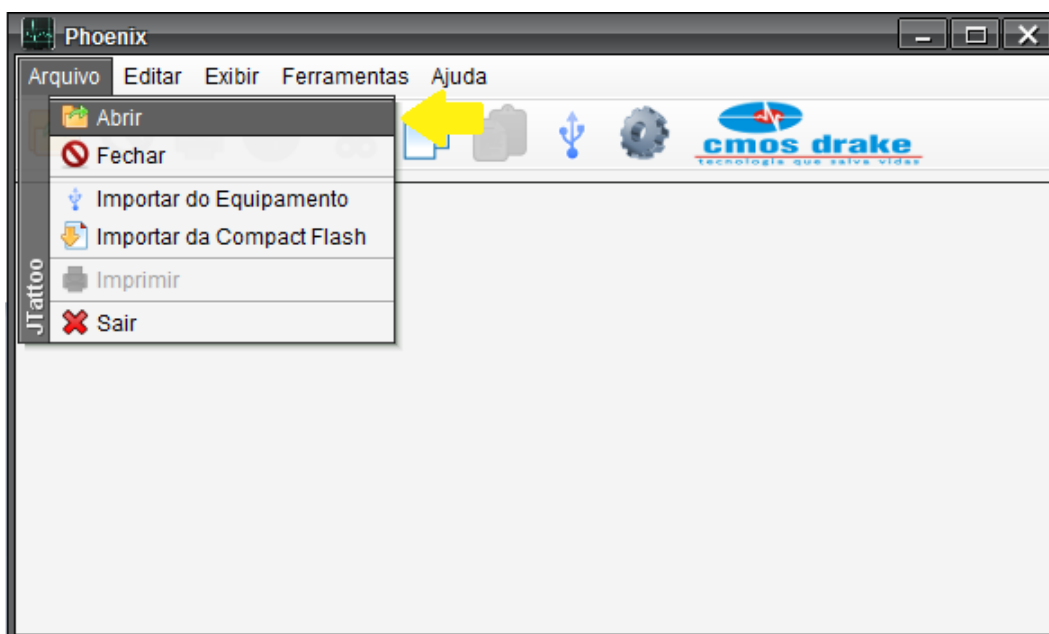 Phoenix
Arquivo Editar Exibir Ferramentas Ajuda
Abrir
Fechar
Importar do Equipamento
Importar da Compact Flash
Imprimir
Sair
JTattoo
cmos drake
tecnologia que salva vidas